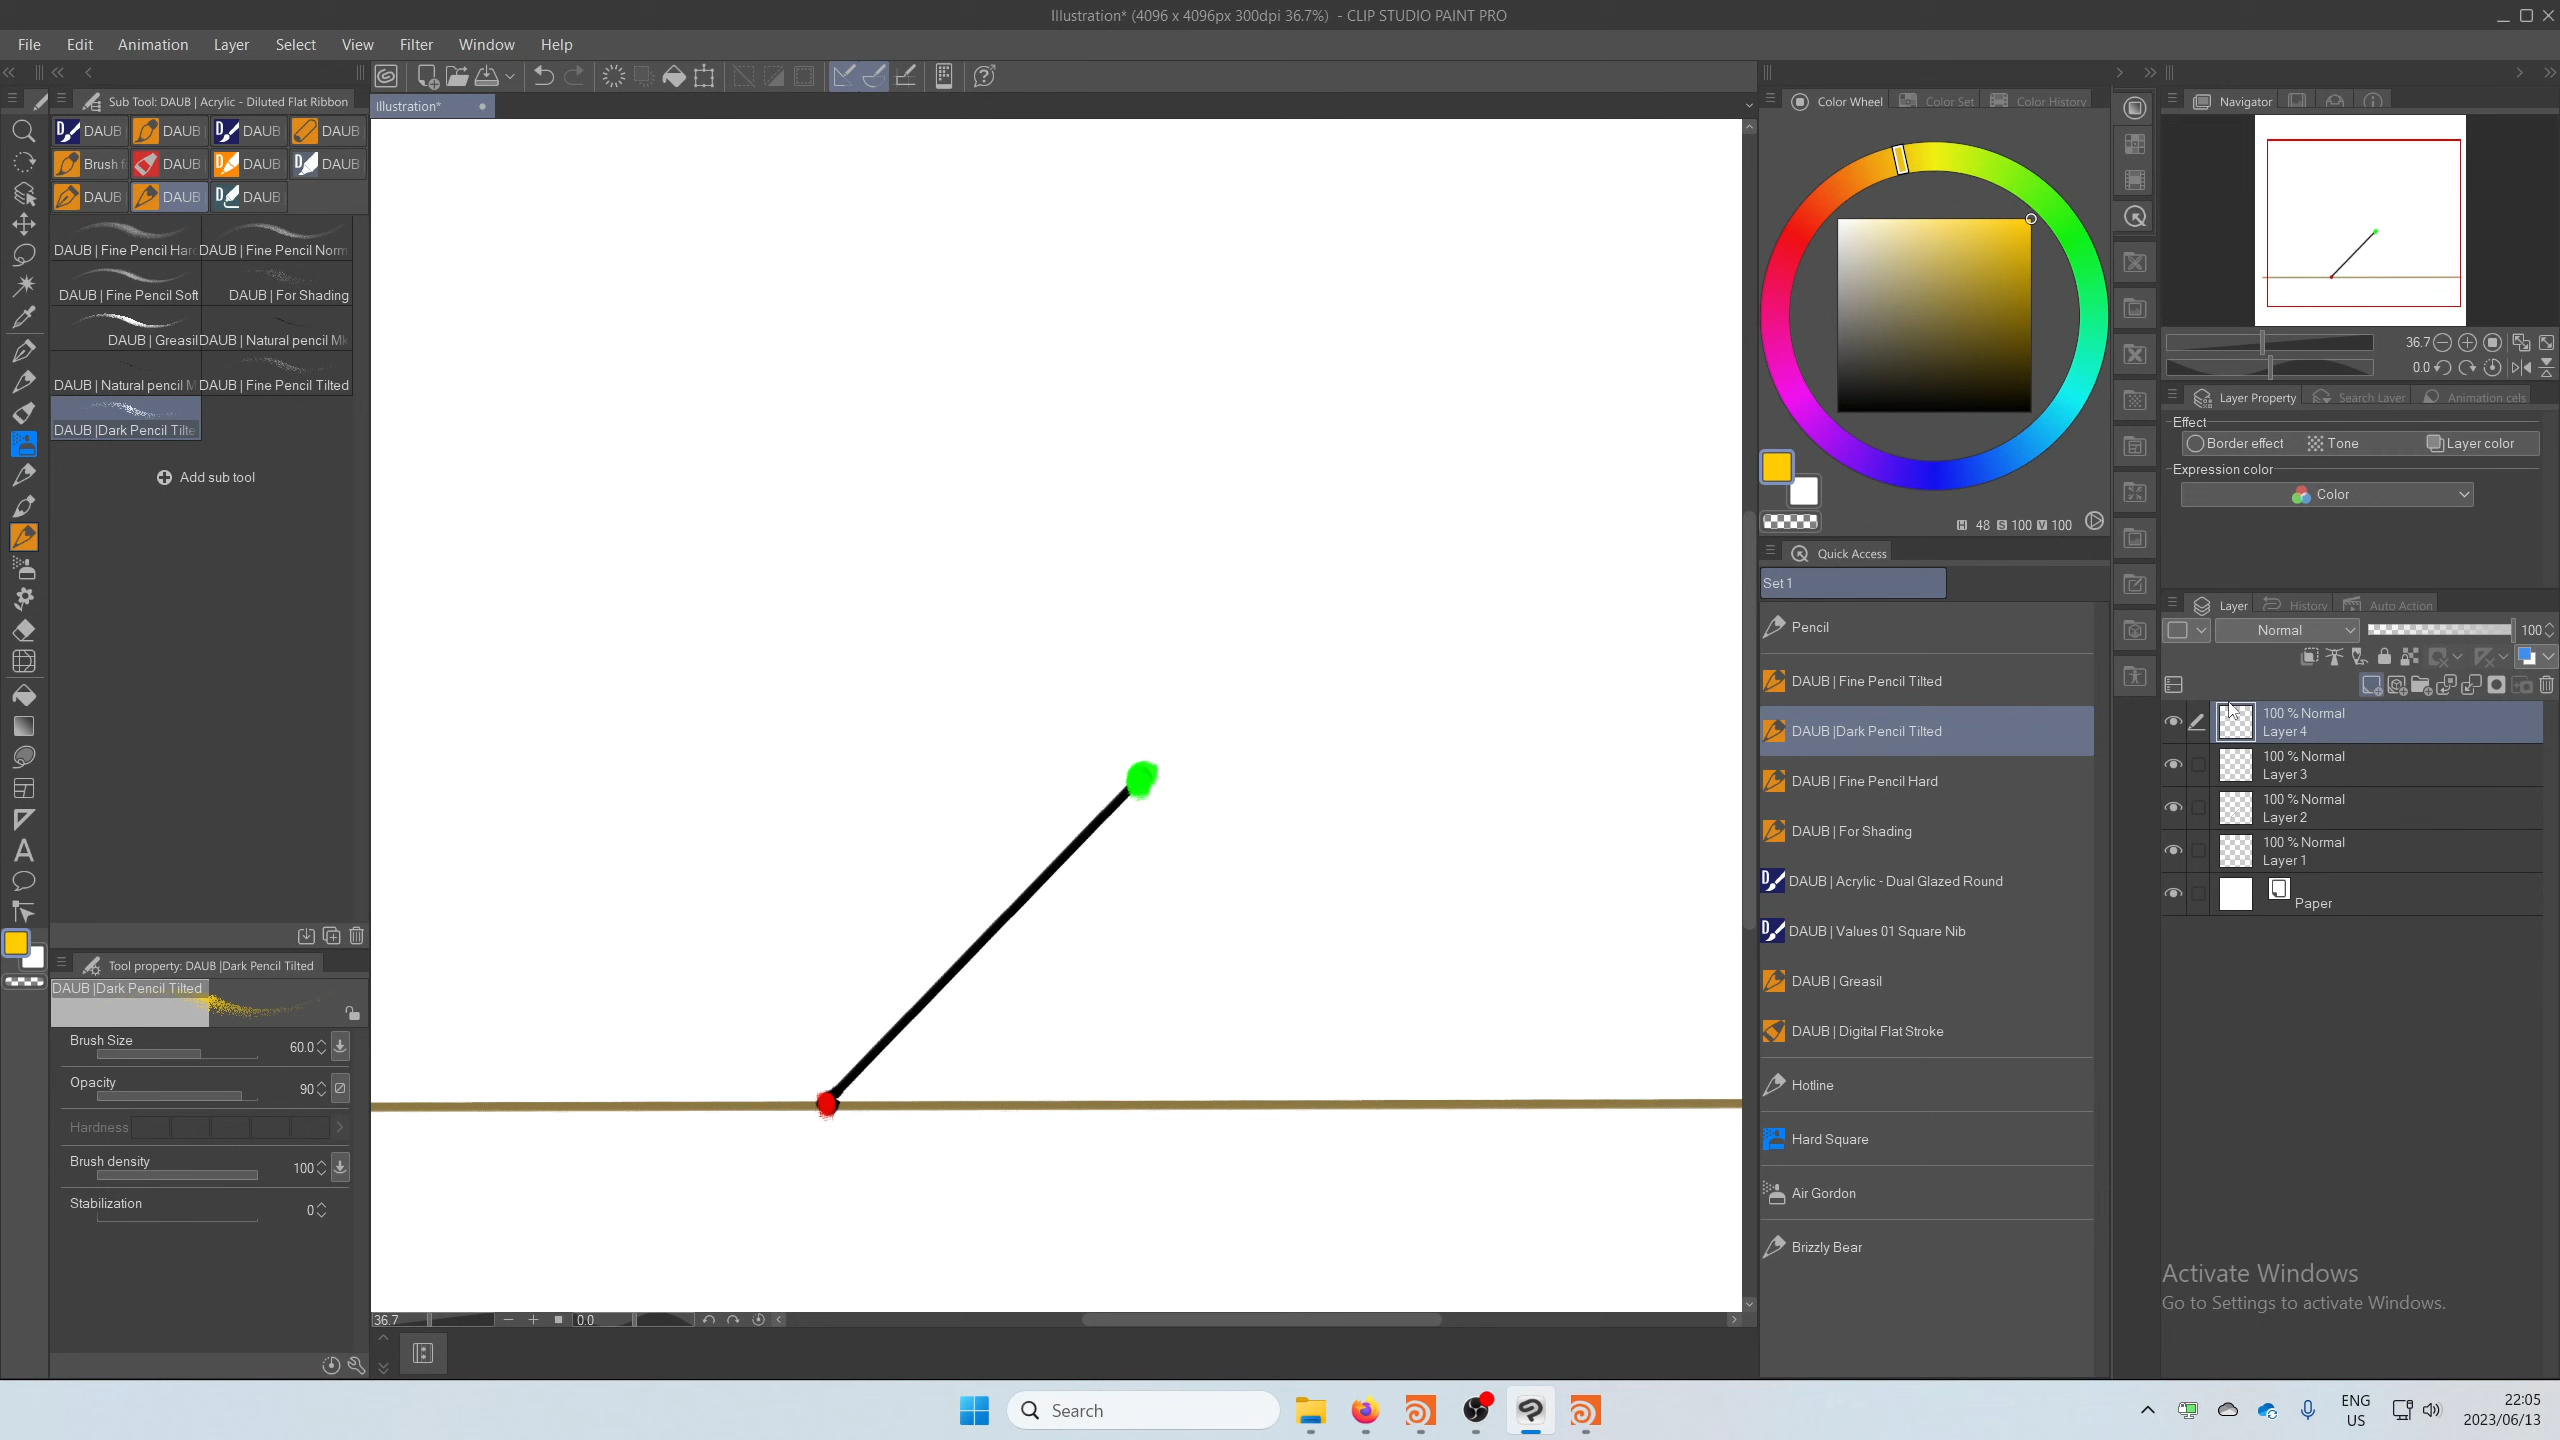 Illustration* (4096 x 4096px 300dpi 36.7%) - CLIP STUDIO PAINT PRO
File Edit Animation Layer Select View Filter Window Help
Sub Tool: DAUB | Acrylic - Diluted Flat Ribbon
Illustration*
DAUB DAUB DAUB DAUB
Brush f DAUB DAUB DAUB
DAUB DAUB DAUB
DAUB | Fine Pencil Hard DAUB | Fine Pencil Norm
DAUB | Fine Pencil Soft DAUB | For Shading
DAUB | Greasil DAUB | Natural pencil Mk
DAUB | Natural pencil M DAUB | Fine Pencil Tilted
DAUB |Dark Pencil Tilte
Add sub tool
Tool property: DAUB |Dark Pencil Tilted
DAUB |Dark Pencil Tilted
Brush Size 60.0
Opacity 90
Hardness
Brush density 100
Stabilization 0
36.7 0.0
Color Wheel Color Set Color History
H 48 S 100 V 100
Quick Access
Set 1
Pencil
DAUB | Fine Pencil Tilted
DAUB |Dark Pencil Tilted
DAUB | Fine Pencil Hard
DAUB | For Shading
DAUB | Acrylic - Dual Glazed Round
DAUB | Values 01 Square Nib
DAUB | Greasil
DAUB | Digital Flat Stroke
Hotline
Hard Square
Air Gordon
Brizzly Bear
Navigator
36.7
0.0
Layer Property Search Layer Animation cels
Effect
Border effect Tone Layer color
Expression color
Color
Layer History Auto Action
Normal 100
100 % Normal
Layer 4
100 % Normal
Layer 3
100 % Normal
Layer 2
100 % Normal
Layer 1
Paper
Activate Windows
Go to Settings to activate Windows.
Search
ENG
US
22:05
2023/06/13